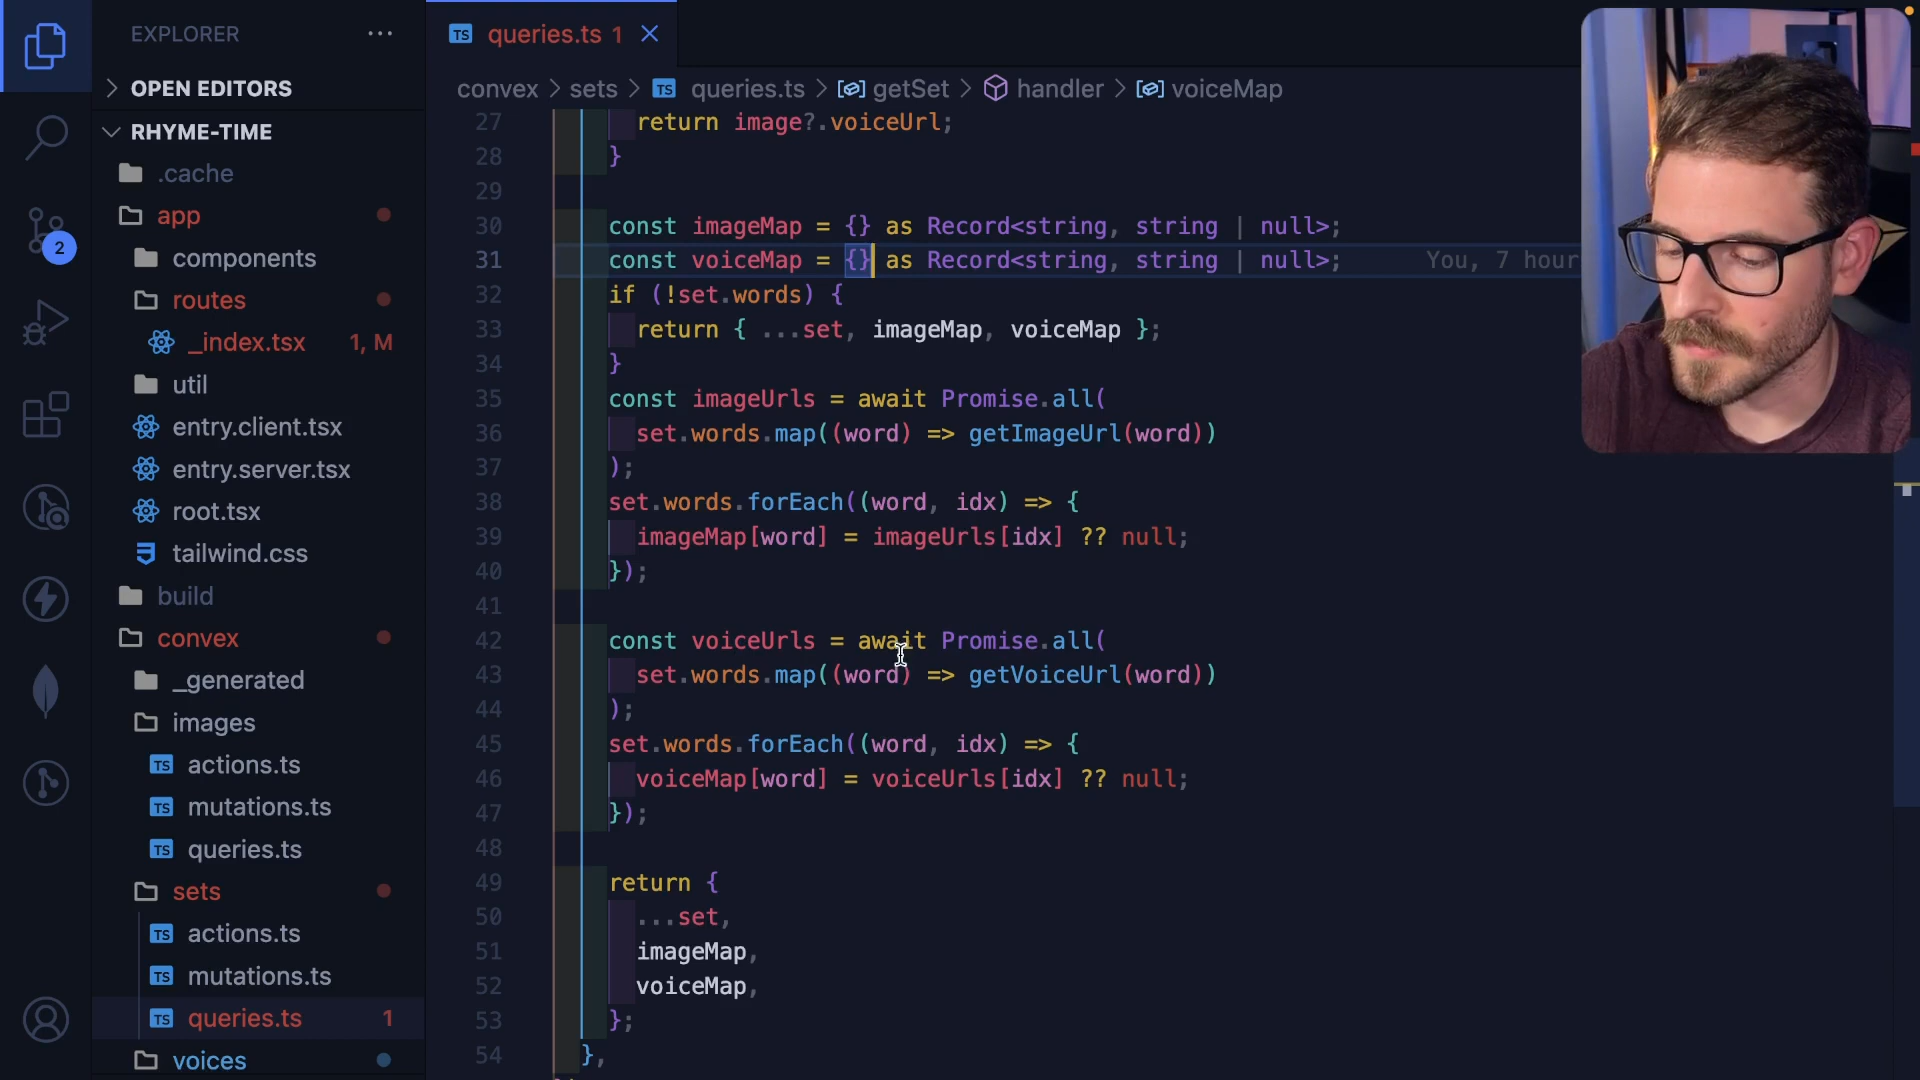 EXPLORER
OPEN EDITORS
RHYME-TIME
.cache
app
components
routes
_index.tsx 1, M
util
entry.client.tsx
entry.server.tsx
root.tsx
tailwind.css
build
convex
_generated
images
actions.ts
mutations.ts
queries.ts
sets
actions.ts
mutations.ts
queries.ts 1
voices
2
TS queries.ts 1
convex > sets > TS queries.ts > getSet > handler > voiceMap
27 return image?.voiceUrl;
28 }
29
30 const imageMap = {} as Record<string, string | null>;
31 const voiceMap = {} as Record<string, string | null>; You, 7 hour
32 if (!set.words) {
33 return { ...set, imageMap, voiceMap };
34 }
35 const imageUrls = await Promise.all(
36 set.words.map((word) => getImageUrl(word))
37 );
38 set.words.forEach((word, idx) => {
39 imageMap[word] = imageUrls[idx] ?? null;
40 });
41
42 const voiceUrls = await Promise.all(
43 set.words.map((word) => getVoiceUrl(word))
44 );
45 set.words.forEach((word, idx) => {
46 voiceMap[word] = voiceUrls[idx] ?? null;
47 });
48
49 return {
50 ...set,
51 imageMap,
52 voiceMap,
53 };
54 },